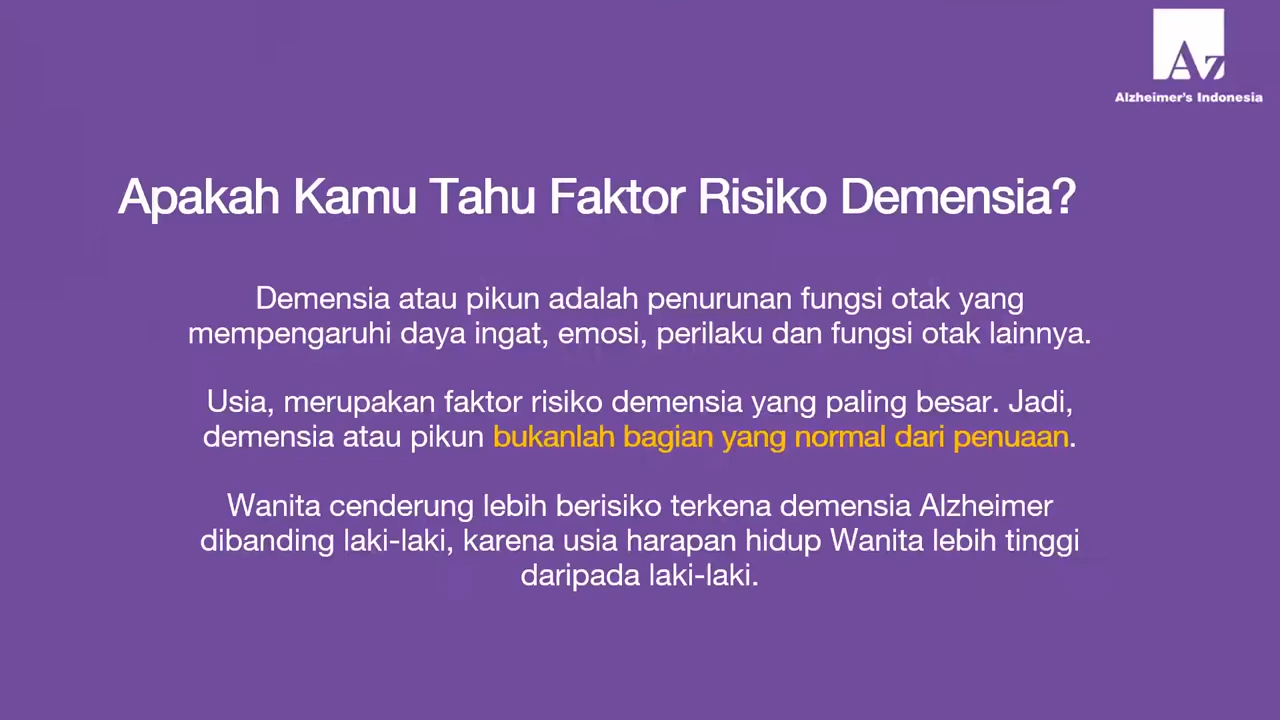 Az
Alzheimer's Indonesia
Apakah Kamu Tahu Faktor Risiko Demensia?
Demensia atau pikun adalah penurunan fungsi otak yang
mempengaruhi daya ingat, emosi, perilaku dan fungsi otak lainnya.
Usia, merupakan faktor risiko demensia yang paling besar. Jadi,
demensia atau pikun bukanlah bagian yang normal dari penuaan.
Wanita cenderung lebih berisiko terkena demensia Alzheimer
dibanding laki-laki, karena usia harapan hidup Wanita lebih tinggi
daripada laki-laki.